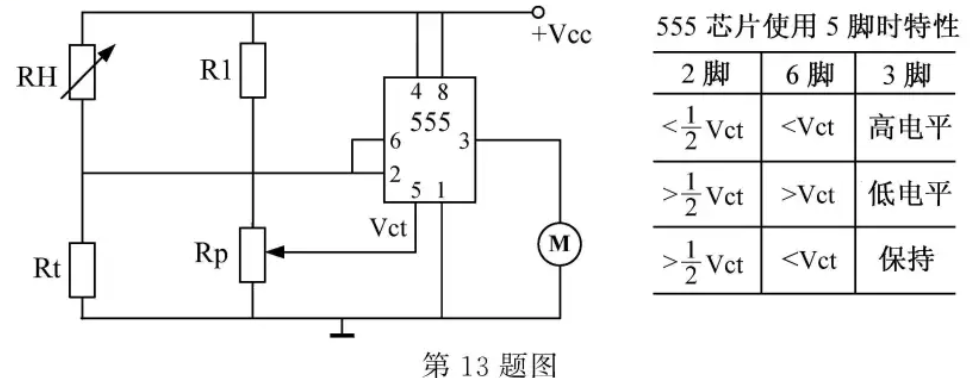 +Vcc
RH
R1
4 8
555
6
3
2
5 1
Vct
Rt
Rp
M
第 13 题图
555 芯片使用 5 脚时特性
2 脚 6 脚 3 脚
<1/2 Vct <Vct 高电平
>1/2 Vct >Vct 低电平
>1/2 Vct <Vct 保持